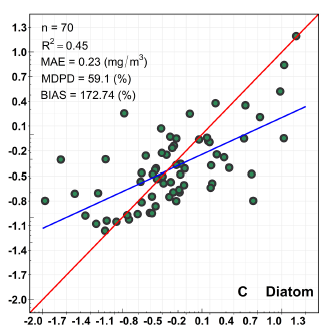 n = 70
R² = 0.45
MAE = 0.23 (mg/m³)
MDPD = 59.1 (%)
BIAS = 172.74 (%)
1.3
1.0
0.7
0.4
0.1
-0.2
-0.5
-0.8
-1.1
-1.4
-1.7
-2.0
C Diatom
-2.0 -1.7 -1.4 -1.1 -0.8 -0.5 -0.2 0.1 0.4 0.7 1.0 1.3